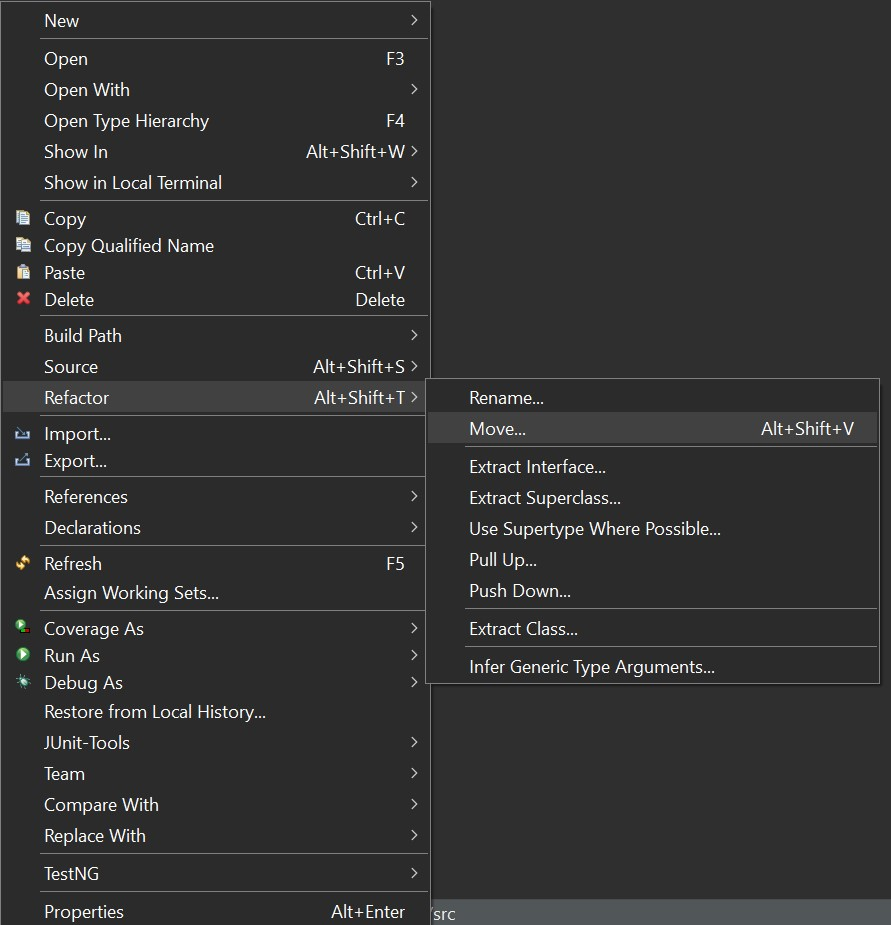 New
Open F3
Open With
Open Type Hierarchy F4
Show In Alt+Shift+W
Show in Local Terminal
Copy Ctrl+C
Copy Qualified Name
Paste Ctrl+V
Delete Delete
Build Path
Source Alt+Shift+S
Refactor Alt+Shift+T
Import...
Export...
References
Declarations
Refresh F5
Assign Working Sets...
Coverage As
Run As
Debug As
Restore from Local History...
JUnit-Tools
Team
Compare With
Replace With
TestNG
Properties Alt+Enter
Rename...
Move... Alt+Shift+V
Extract Interface...
Extract Superclass...
Use Supertype Where Possible...
Pull Up...
Push Down...
Extract Class...
Infer Generic Type Arguments...
/src